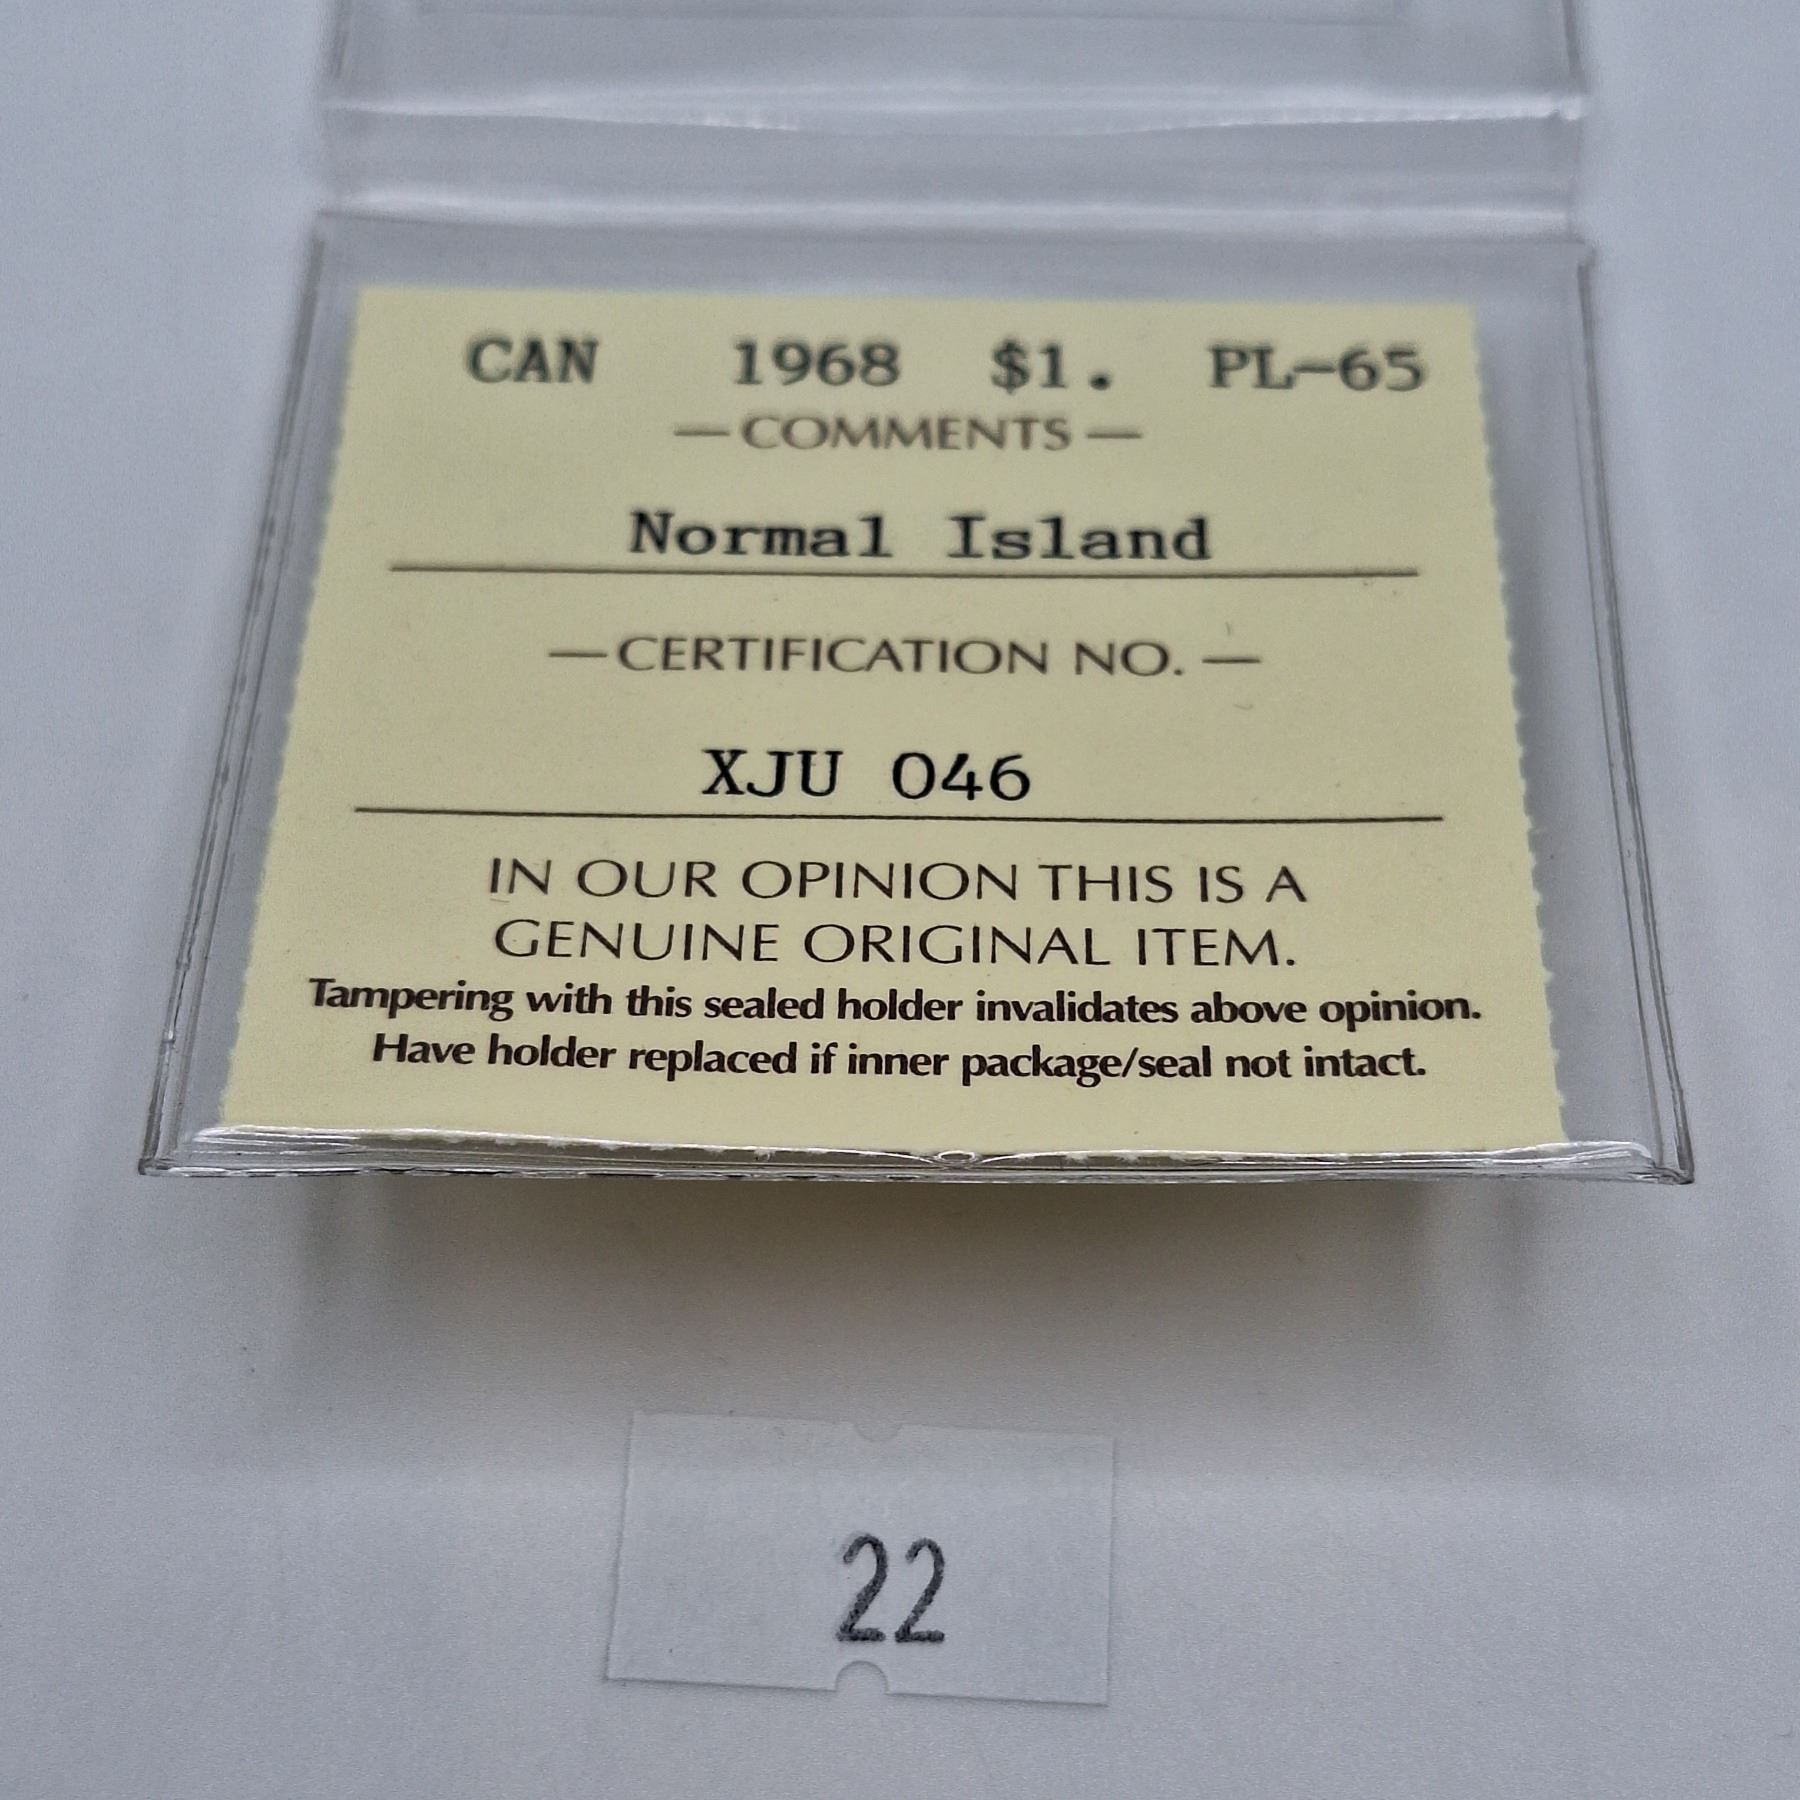 CAN 1968 $1. PL-65
— COMMENTS —
Normal Island
— CERTIFICATION NO. —
XJU 046
IN OUR OPINION THIS IS A
GENUINE ORIGINAL ITEM.
Tampering with this sealed holder invalidates above opinion.
Have holder replaced if inner package/seal not intact.
22